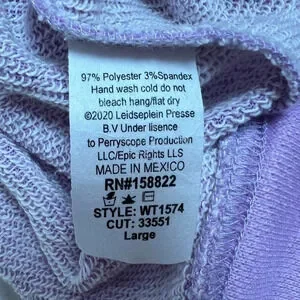 97% Polyester 3%Spandex
Hand wash cold do not
bleach hang/flat dry
©2020 Leidseplein Presse
B.V Under lisence
to Perryscope Productions
LLC/Epic Rights LLS
MADE IN MEXICO
RN#158822
STYLE: WT1574
CUT: 33551
Large